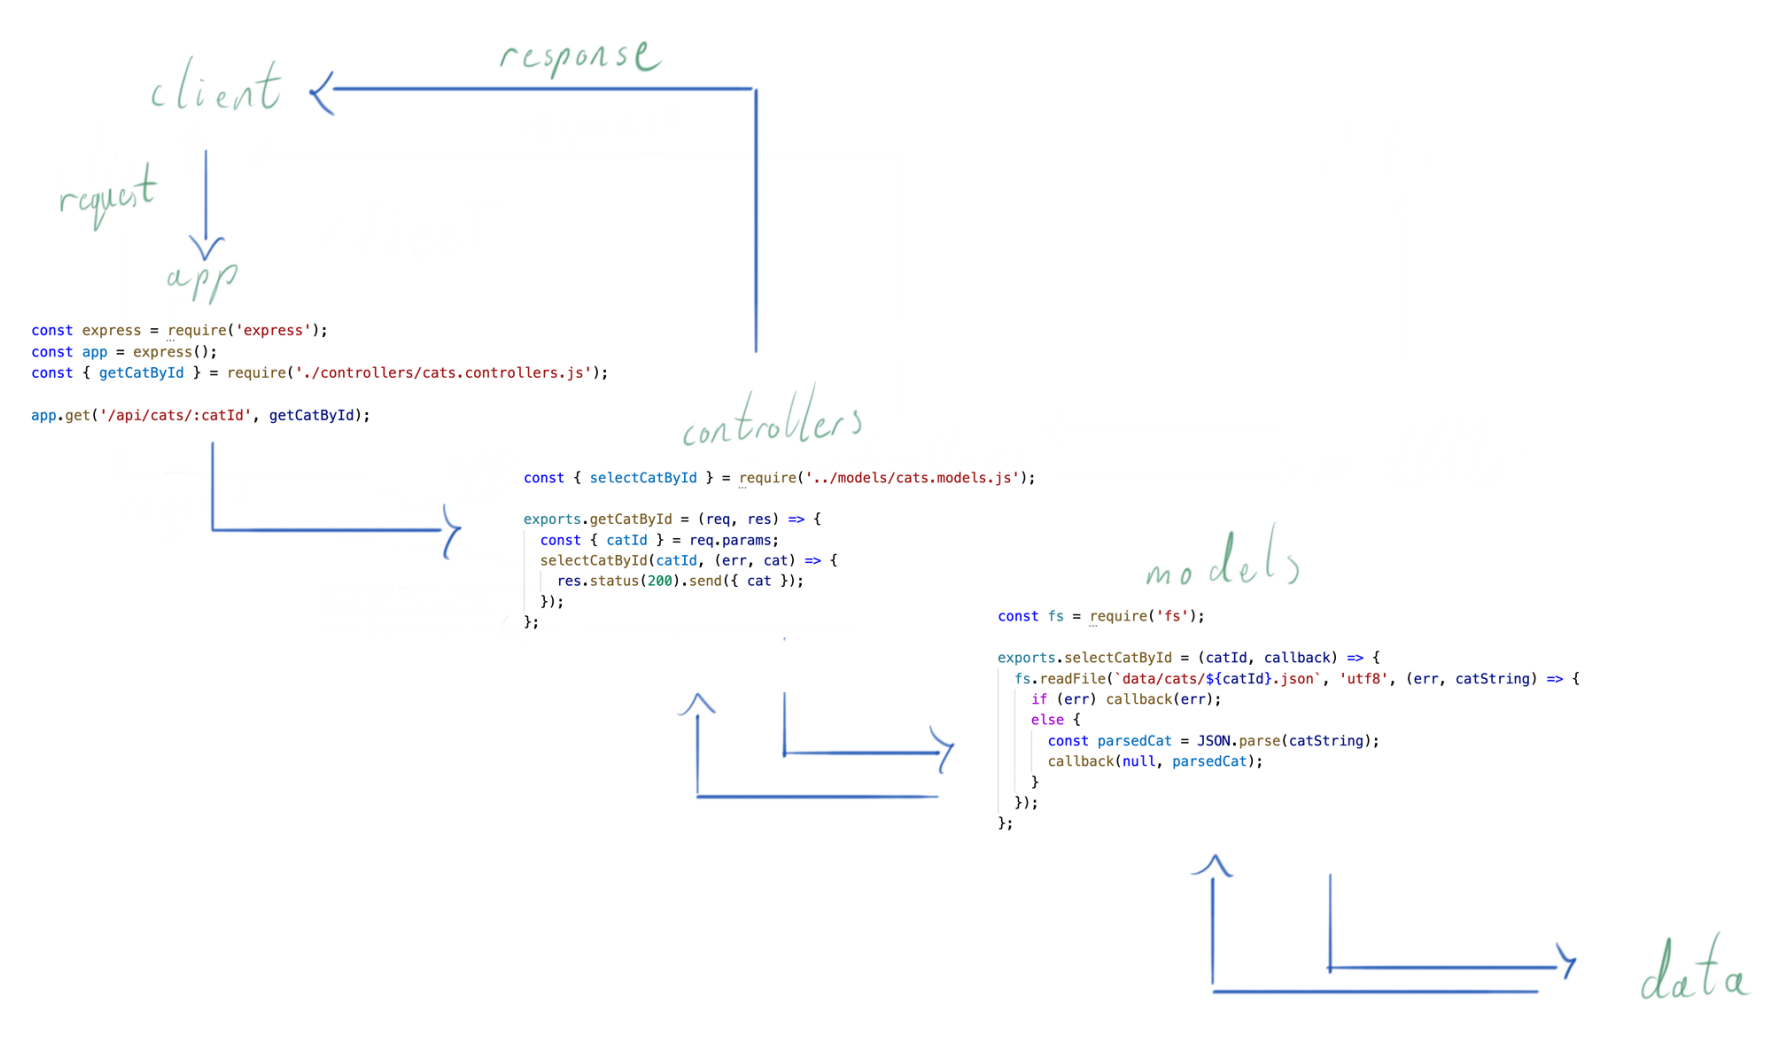 response
client
request
app
const express = require('express');
const app = express();
const { getCatById } = require('./controllers/cats.controllers.js');
app.get('/api/cats/:catId', getCatById);
controllers
const { selectCatById } = require('../models/cats.models.js');
exports.getCatById = (req, res) => {
  const { catId } = req.params;
  selectCatById(catId, (err, cat) => {
    res.status(200).send({ cat });
  });
};
models
const fs = require('fs');
exports.selectCatById = (catId, callback) => {
  fs.readFile(`data/cats/${catId}.json`, 'utf8', (err, catString) => {
    if (err) callback(err);
    else {
      const parsedCat = JSON.parse(catString);
      callback(null, parsedCat);
    }
  });
};
data